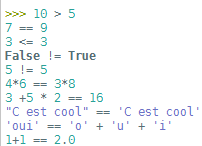 >>> 10 > 5
7 == 9
3 <= 3
False != True
5 != 5
4*6 == 3*8
3 +5 * 2 == 16
"C est cool" == 'C est cool'
'oui' == 'o' + 'u' + 'i'
1+1 == 2.0